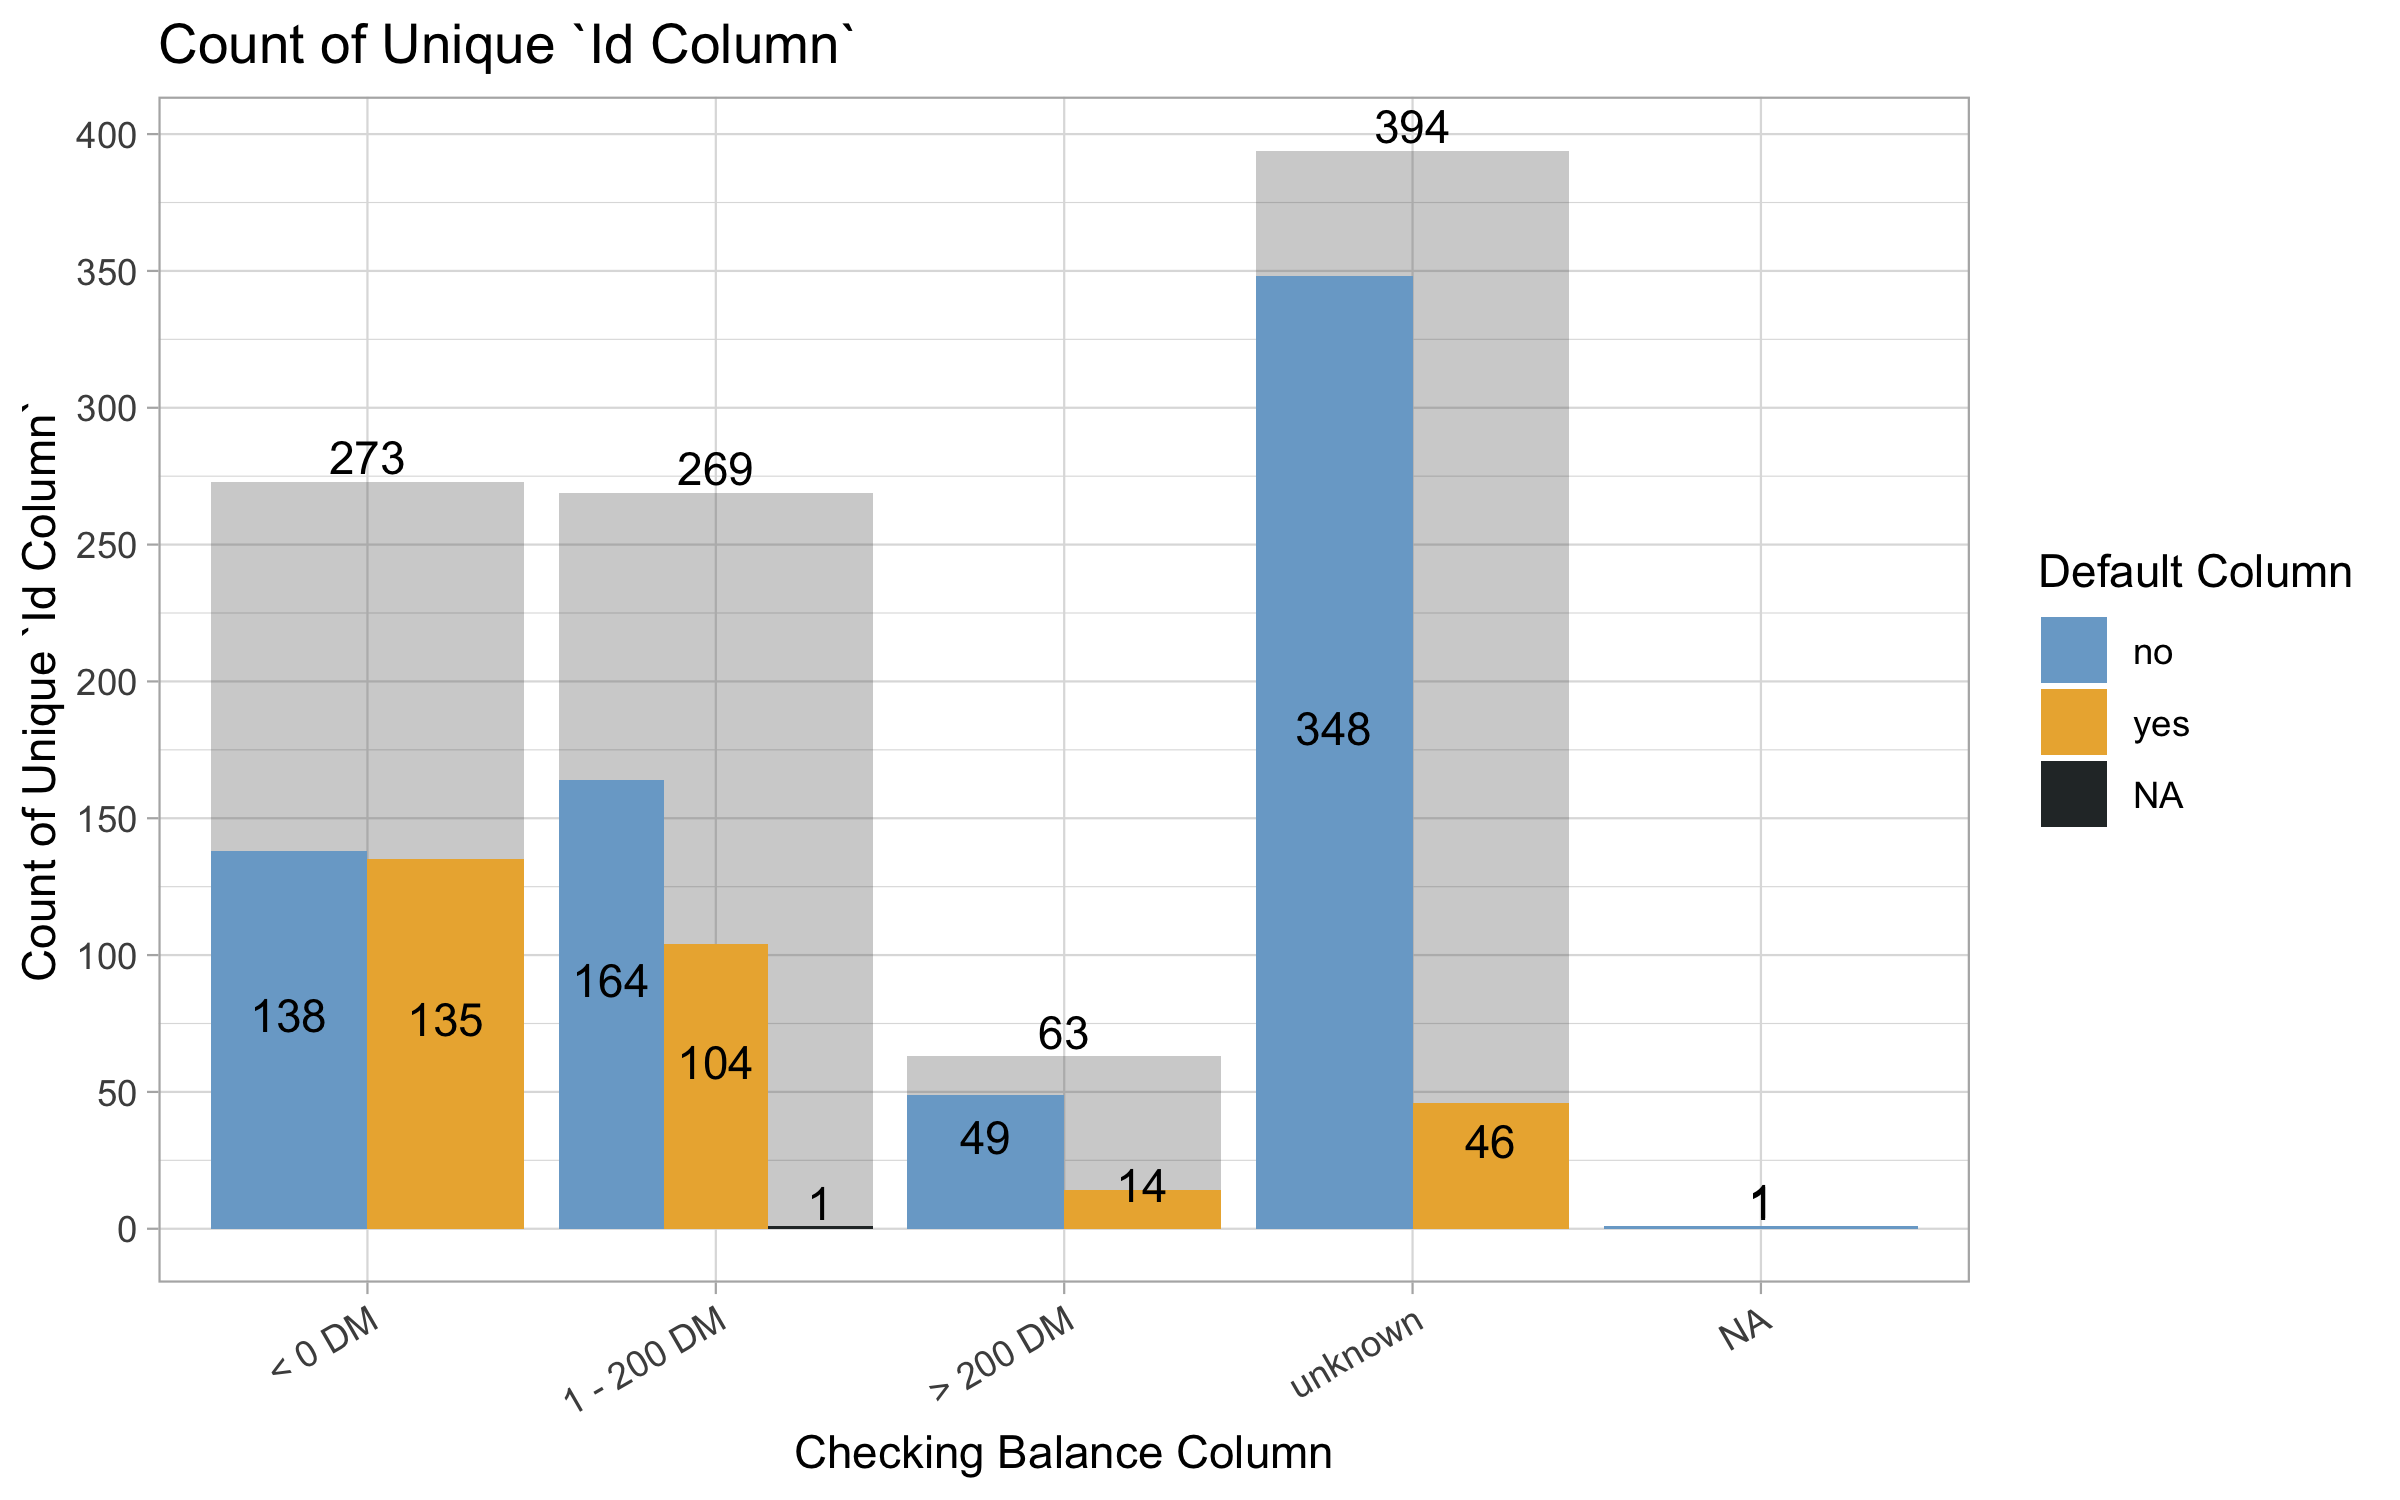 Count of Unique `Id Column`
Count of Unique `Id Column`
400
350
300
250
200
150
100
50
0
273
138
135
269
164
104
1
63
49
14
394
348
46
1
< 0 DM
1 - 200 DM
> 200 DM
unknown
NA
Checking Balance Column
Default Column
no
yes
NA